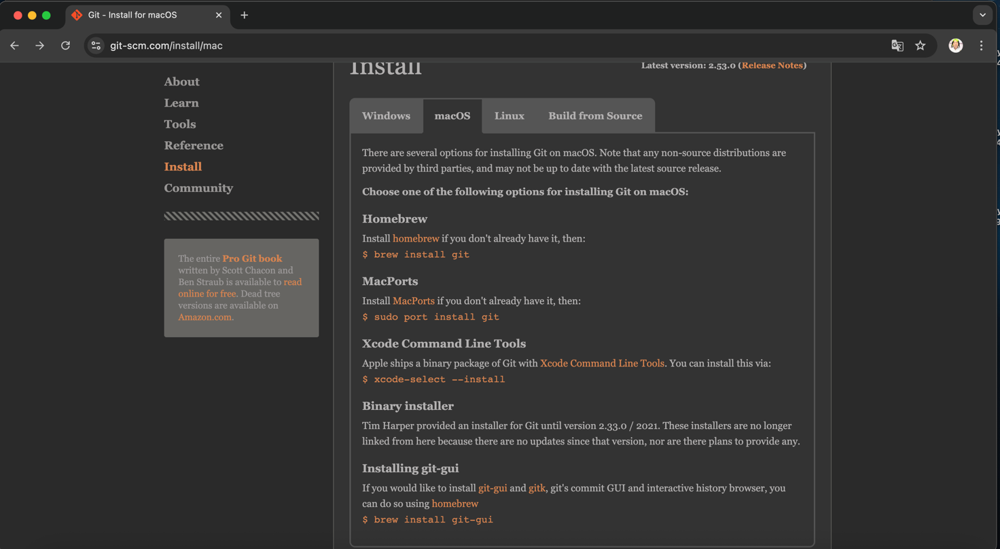 Git - Install for macOS
git-scm.com/install/mac
About
Learn
Tools
Reference
Install
Community
The entire Pro Git book
written by Scott Chacon and
Ben Straub is available to read
online for free. Dead tree
versions are available on
Amazon.com.
Install
Latest version: 2.53.0 (Release Notes)
Windows macOS Linux Build from Source
There are several options for installing Git on macOS. Note that any non-source distributions are
provided by third parties, and may not be up to date with the latest source release.
Choose one of the following options for installing Git on macOS:
Homebrew
Install homebrew if you don't already have it, then:
$ brew install git
MacPorts
Install MacPorts if you don't already have it, then:
$ sudo port install git
Xcode Command Line Tools
Apple ships a binary package of Git with Xcode Command Line Tools. You can install this via:
$ xcode-select --install
Binary installer
Tim Harper provided an installer for Git until version 2.33.0 / 2021. These installers are no longer
linked from here because there are no updates since that version, nor are there plans to provide any.
Installing git-gui
If you would like to install git-gui and gitk, git's commit GUI and interactive history browser, you
can do so using homebrew
$ brew install git-gui